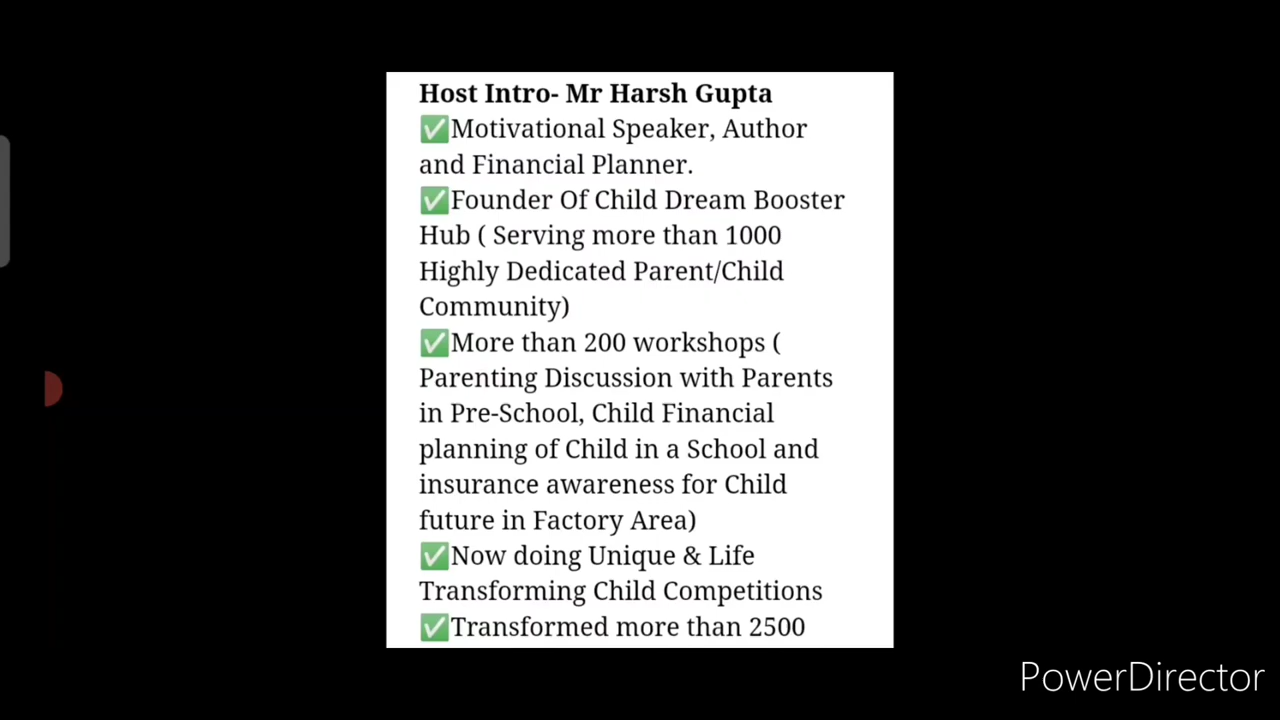 Host Intro- Mr Harsh Gupta
✅Motivational Speaker, Author
and Financial Planner.
✅Founder Of Child Dream Booster
Hub ( Serving more than 1000
Highly Dedicated Parent/Child
Community)
✅More than 200 workshops (
Parenting Discussion with Parents
in Pre-School, Child Financial
planning of Child in a School and
insurance awareness for Child
future in Factory Area)
✅Now doing Unique & Life
Transforming Child Competitions
✅Transformed more than 2500
PowerDirector